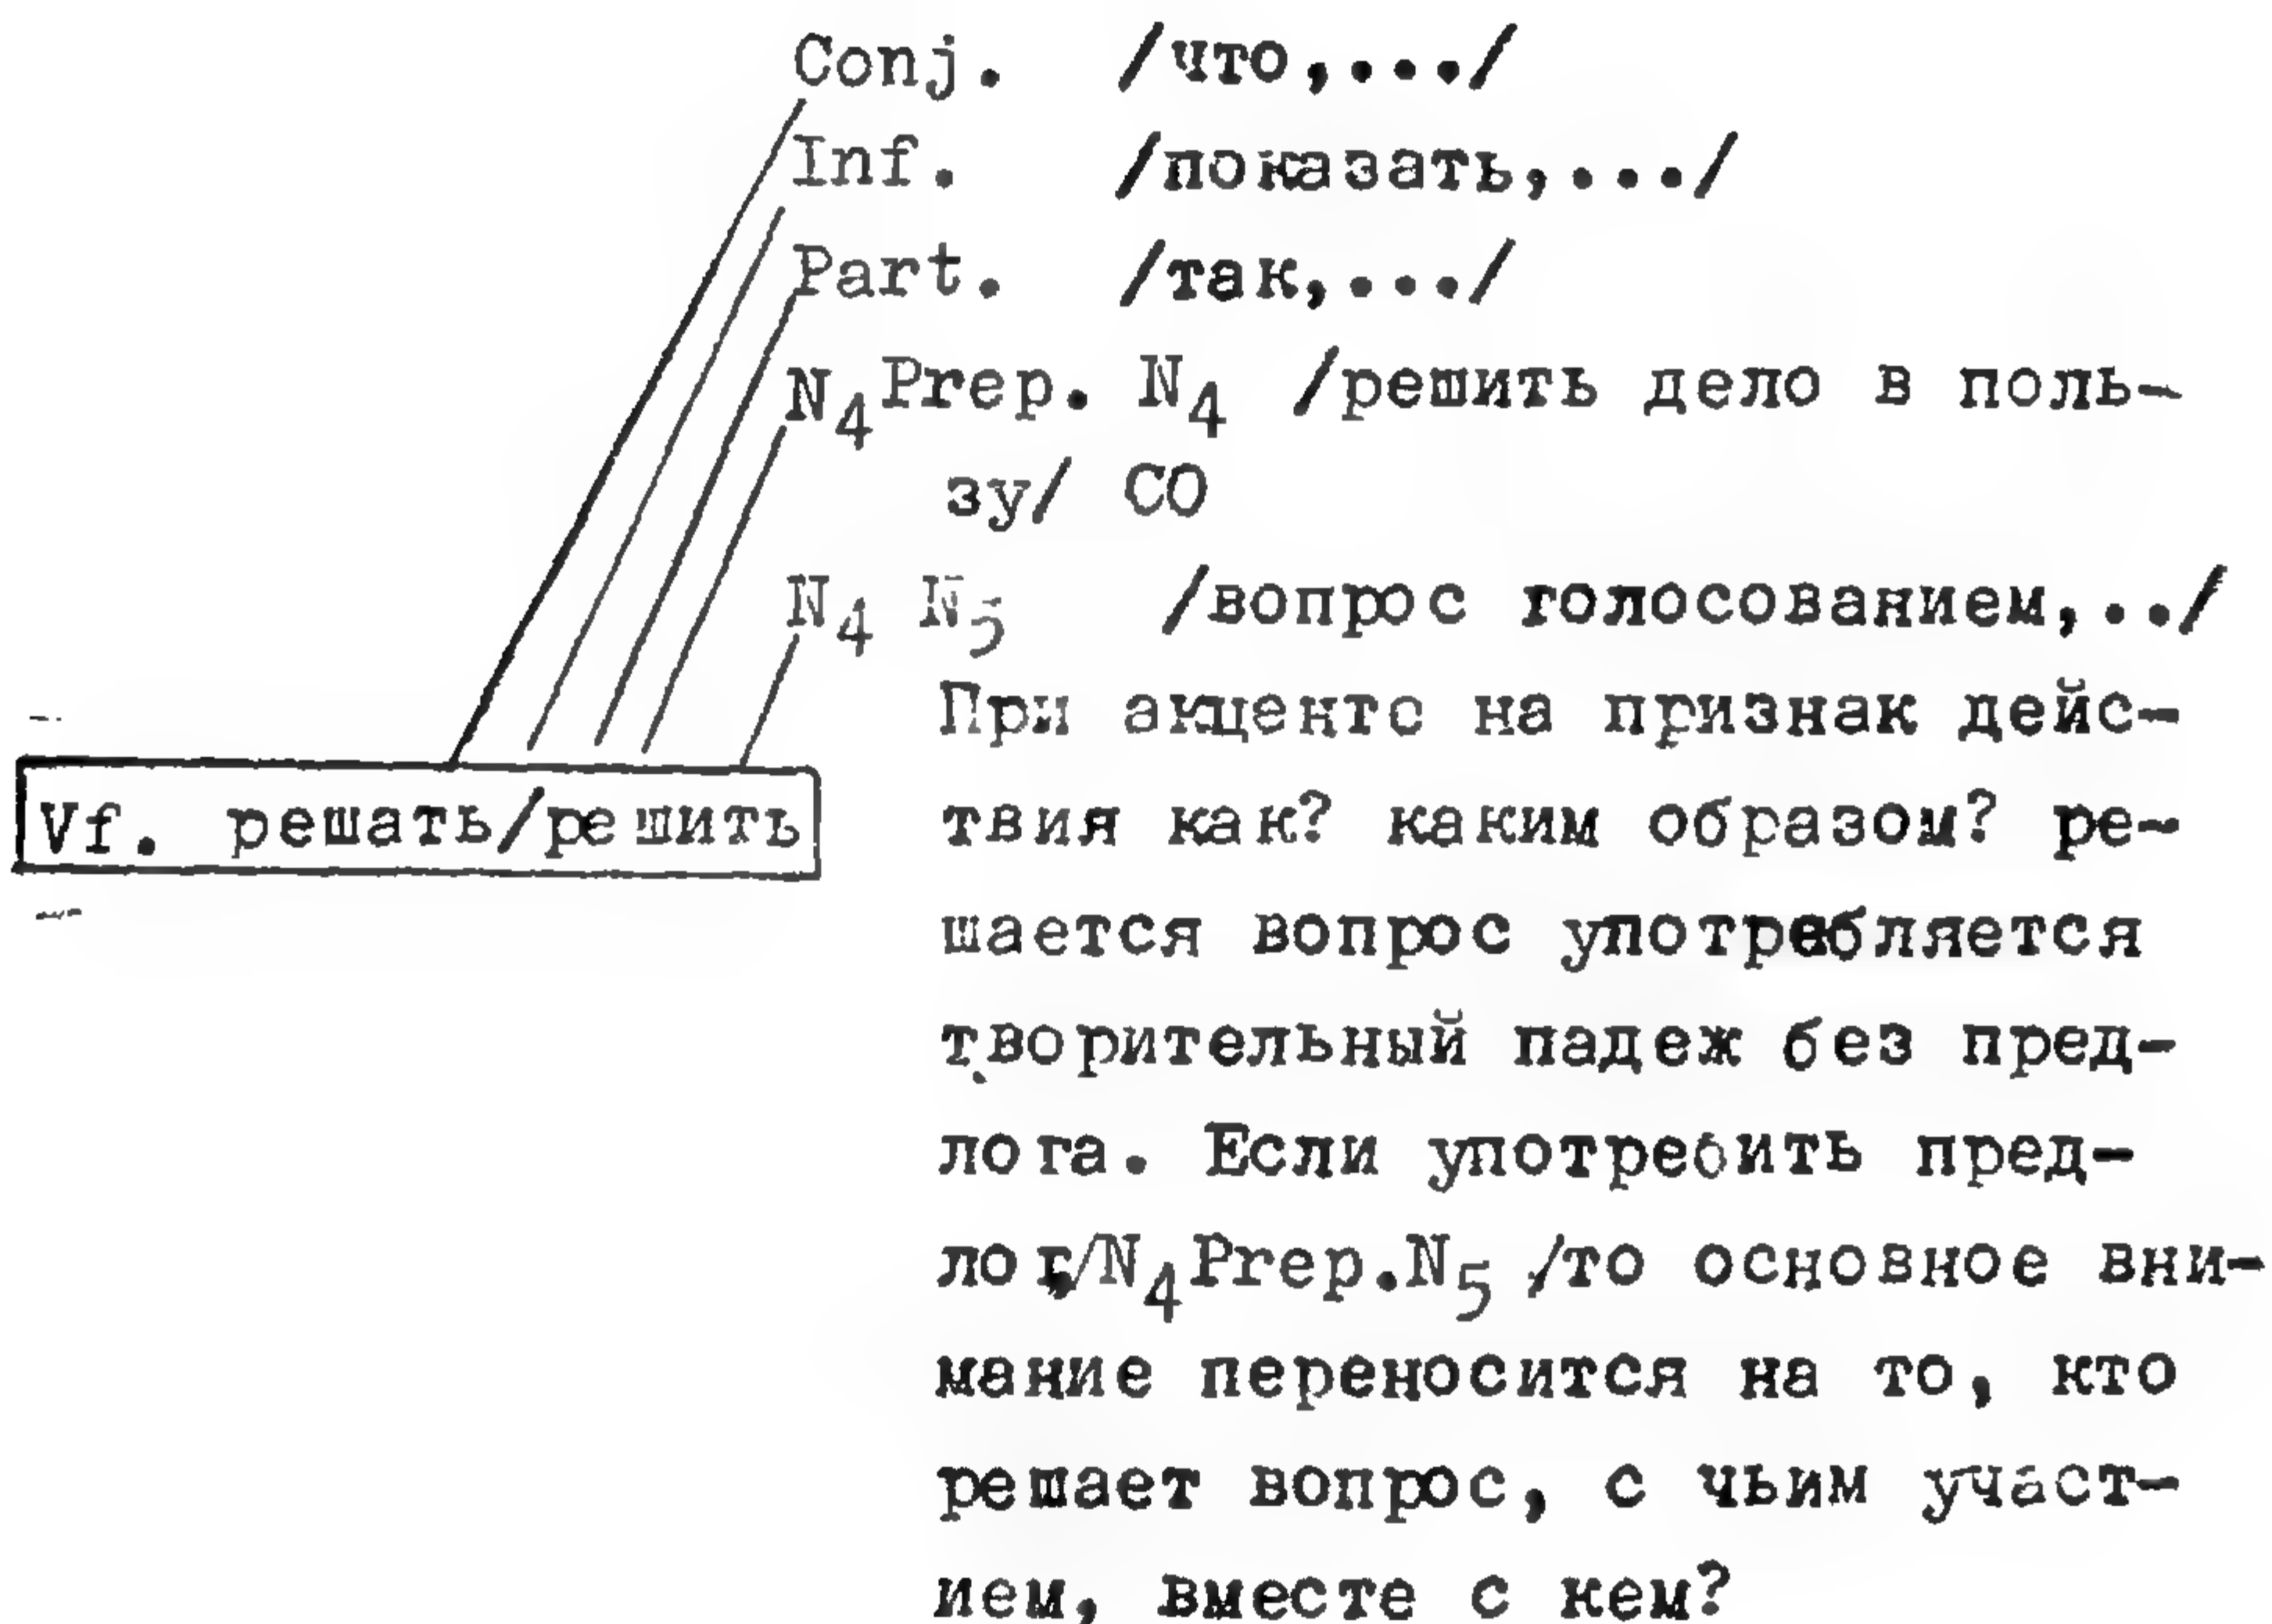 Conj. /что,.../
Inf. /показать,.../
Part. /так,.../
N₄Prep. N₄ /решить дело в поль-
зу/ СО
N₄ N₅ /вопрос голосованием,../
При акценте на признак дейс-
Vf. решать/решить
твия как? каким образом? ре-
шается вопрос употребляется
творительный падеж без пред-
лога. Если употребить пред-
лог,/N₄Prep.N₅ /то основное вни-
мание переносится на то, кто
решает вопрос, с чьим участ-
ием, вместе с кем?